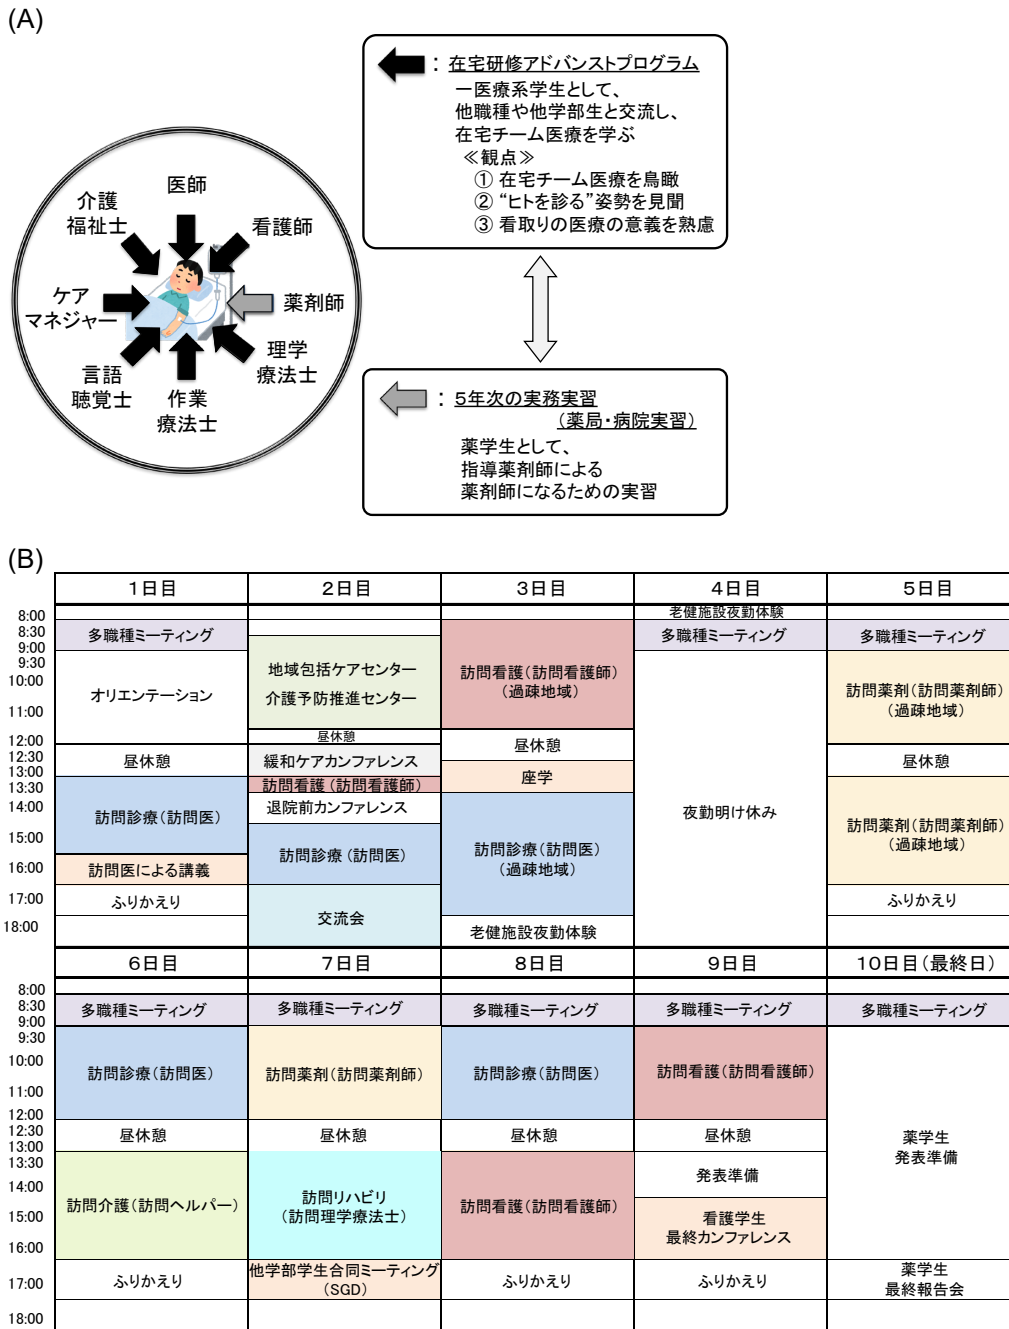 (A)
：在宅研修アドバンストプログラム
一医療系学生として、
他職種や他学部生と交流し、
在宅チーム医療を学ぶ
≪観点≫
① 在宅チーム医療を鳥瞰
② “ヒトを診る”姿勢を見聞
③ 看取りの医療の意義を熟慮
医師
介護
福祉士
看護師
ケア
マネジャー
薬剤師
言語
聴覚士
作業
療法士
理学
療法士
：５年次の実務実習
（薬局・病院実習）
薬学生として、
指導薬剤師による
薬剤師になるための実習
(B)
１日目
２日目
３日目
４日目
５日目
8:00
8:30
9:00
9:30
10:00
11:00
12:00
12:30
13:00
13:30
14:00
15:00
16:00
17:00
18:00
多職種ミーティング
オリエンテーション
昼休憩
訪問診療（訪問医）
訪問医による講義
ふりかえり
地域包括ケアセンター
介護予防推進センター
昼休憩
緩和ケアカンファレンス
訪問看護（訪問看護師）
退院前カンファレンス
訪問診療（訪問医）
交流会
訪問看護（訪問看護師）
（過疎地域）
昼休憩
座学
訪問診療（訪問医）
（過疎地域）
老健施設夜勤体験
老健施設夜勤体験
多職種ミーティング
夜勤明け休み
多職種ミーティング
訪問薬剤（訪問薬剤師）
（過疎地域）
昼休憩
訪問薬剤（訪問薬剤師）
（過疎地域）
ふりかえり
６日目
７日目
８日目
９日目
１０日目（最終日）
8:00
8:30
9:00
9:30
10:00
11:00
12:00
12:30
13:00
13:30
14:00
15:00
16:00
17:00
18:00
多職種ミーティング
訪問診療（訪問医）
昼休憩
訪問介護（訪問ヘルパー）
ふりかえり
多職種ミーティング
訪問薬剤（訪問薬剤師）
昼休憩
訪問リハビリ
（訪問理学療法士）
他学部学生合同ミーティング
（SGD）
多職種ミーティング
訪問診療（訪問医）
昼休憩
訪問看護（訪問看護師）
ふりかえり
多職種ミーティング
訪問看護（訪問看護師）
昼休憩
発表準備
看護学生
最終カンファレンス
ふりかえり
多職種ミーティング
薬学生
発表準備
薬学生
最終報告会